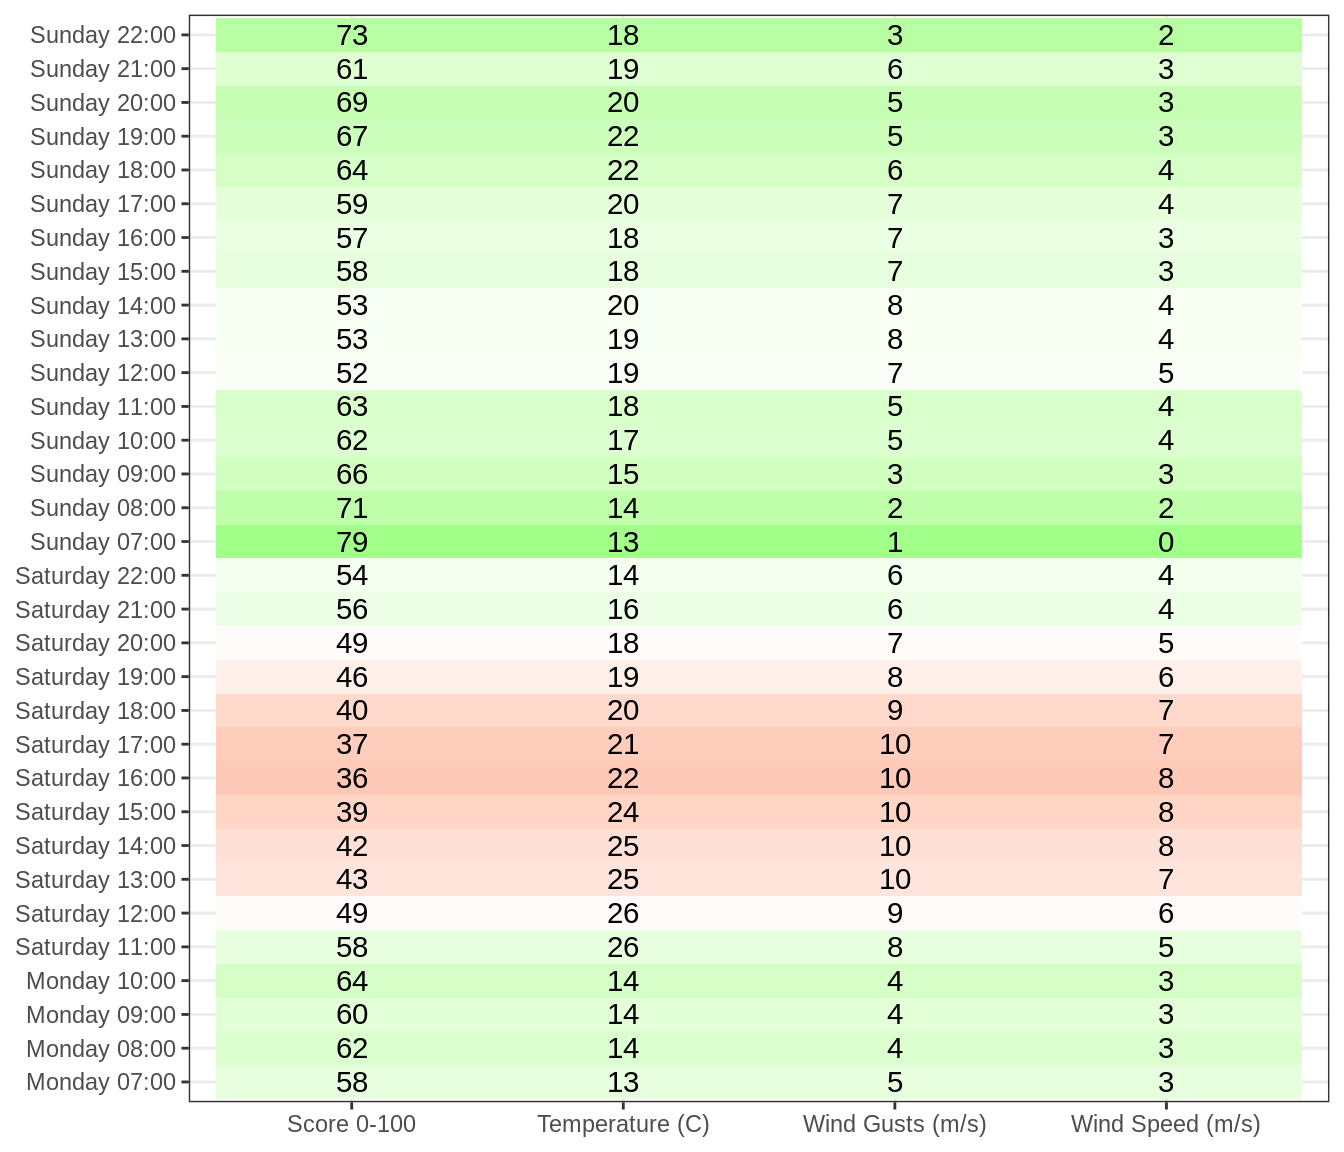 Sunday 22:00 73 18 3 2
Sunday 21:00 61 19 6 3
Sunday 20:00 69 20 5 3
Sunday 19:00 67 22 5 3
Sunday 18:00 64 22 6 4
Sunday 17:00 59 20 7 4
Sunday 16:00 57 18 7 3
Sunday 15:00 58 18 7 3
Sunday 14:00 53 20 8 4
Sunday 13:00 53 19 8 4
Sunday 12:00 52 19 7 5
Sunday 11:00 63 18 5 4
Sunday 10:00 62 17 5 4
Sunday 09:00 66 15 3 3
Sunday 08:00 71 14 2 2
Sunday 07:00 79 13 1 0
Saturday 22:00 54 14 6 4
Saturday 21:00 56 16 6 4
Saturday 20:00 49 18 7 5
Saturday 19:00 46 19 8 6
Saturday 18:00 40 20 9 7
Saturday 17:00 37 21 10 7
Saturday 16:00 36 22 10 8
Saturday 15:00 39 24 10 8
Saturday 14:00 42 25 10 8
Saturday 13:00 43 25 10 7
Saturday 12:00 49 26 9 6
Saturday 11:00 58 26 8 5
Monday 10:00 64 14 4 3
Monday 09:00 60 14 4 3
Monday 08:00 62 14 4 3
Monday 07:00 58 13 5 3
Score 0-100 Temperature (C) Wind Gusts (m/s) Wind Speed (m/s)